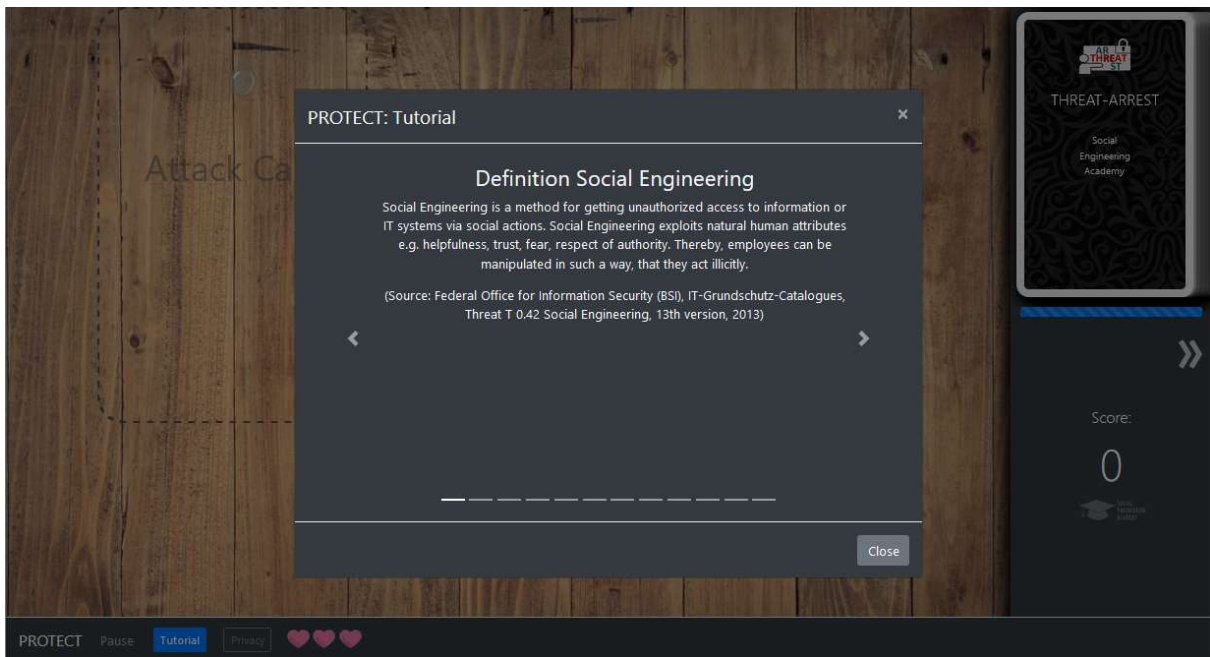 PROTECT: Tutorial
×
Definition Social Engineering
Social Engineering is a method for getting unauthorized access to information or
IT systems via social actions. Social Engineering exploits natural human attributes
e.g. helpfulness, trust, fear, respect of authority. Thereby, employees can be
manipulated in such a way, that they act illicitly.
(Source: Federal Office for Information Security (BSI), IT-Grundschutz-Catalogues,
Threat T 0.42 Social Engineering, 13th version, 2013)
Close
Attack Ca
AR
THREAT
ST
THREAT-ARREST
Social
Engineering
Academy
Score:
0
PROTECT Pause Tutorial Privacy